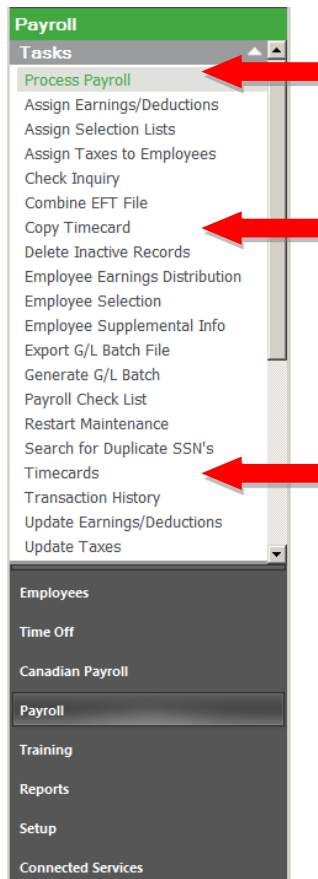 Payroll
Tasks
Process Payroll
Assign Earnings/Deductions
Assign Selection Lists
Assign Taxes to Employees
Check Inquiry
Combine EFT File
Copy Timecard
Delete Inactive Records
Employee Earnings Distribution
Employee Selection
Employee Supplemental Info
Export G/L Batch File
Generate G/L Batch
Payroll Check List
Restart Maintenance
Search for Duplicate SSN's
Timecards
Transaction History
Update Earnings/Deductions
Update Taxes
Employees
Time Off
Canadian Payroll
Payroll
Training
Reports
Setup
Connected Services